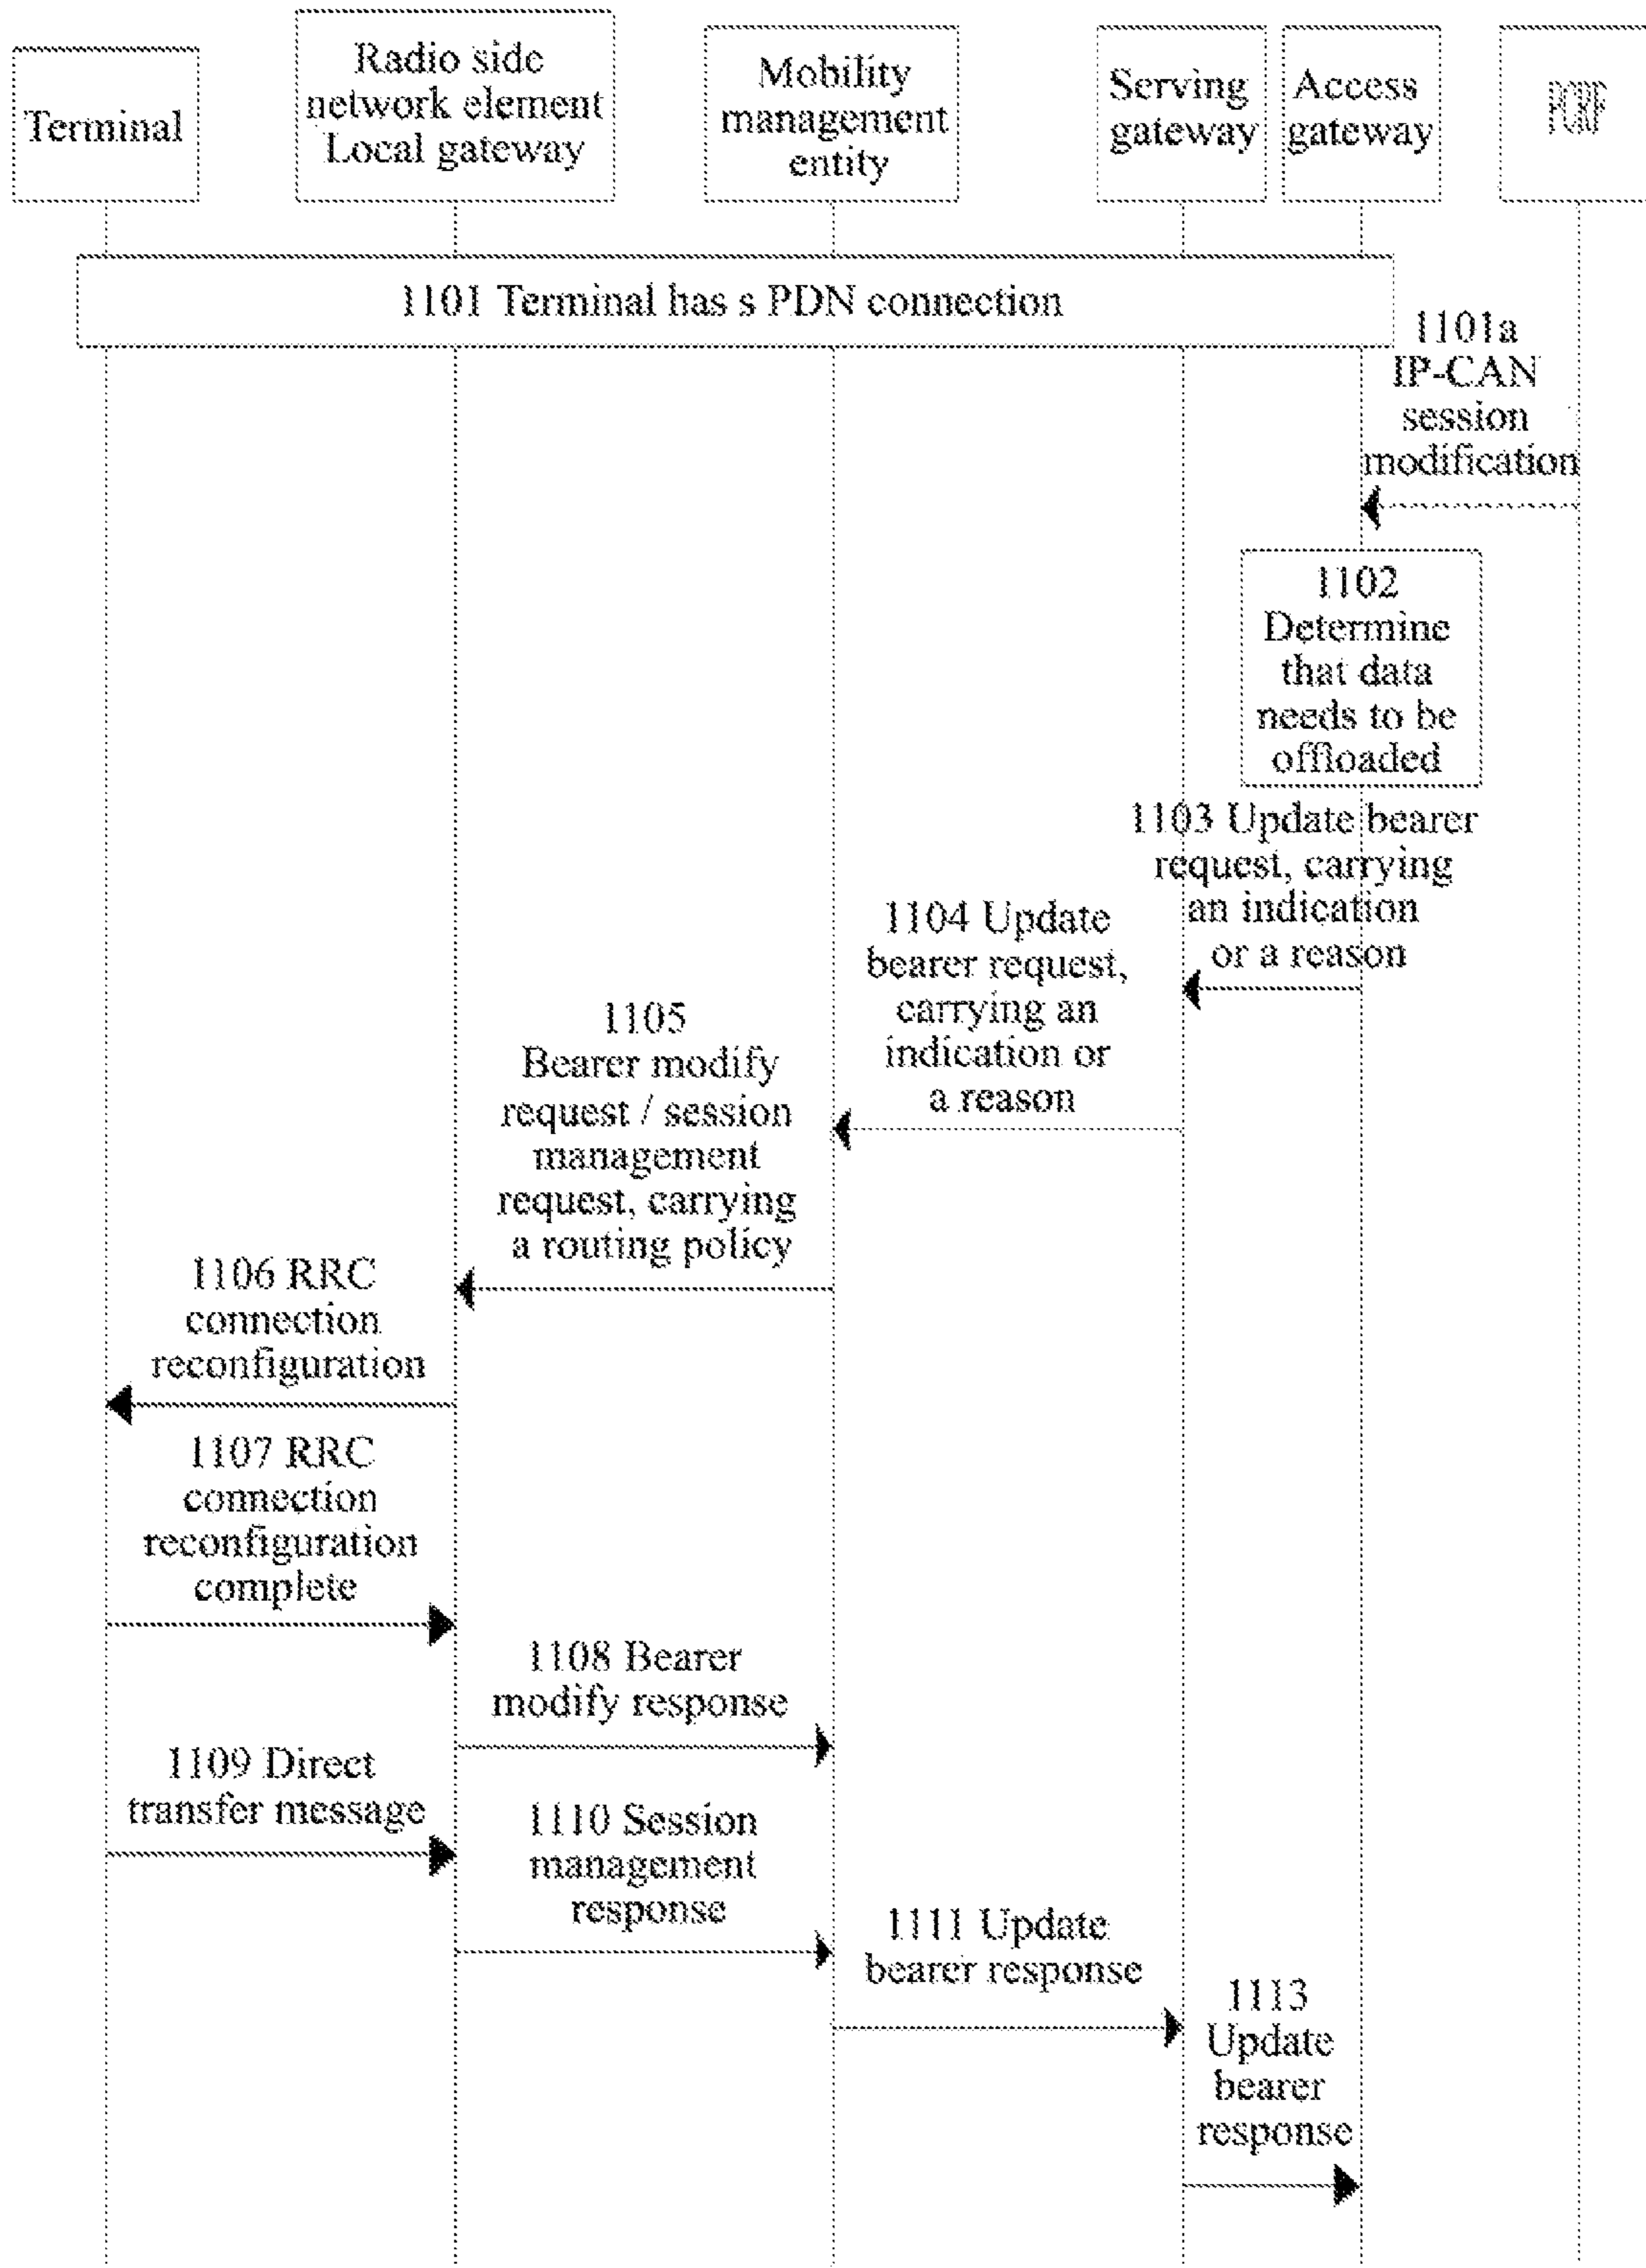 Terminal
Radio side
network element
Local gateway
Mobility
management
entity
Serving
gateway
Access
gateway
PCRF
1101 Terminal has s PDN connection
1101a
IP-CAN
session
modification
1102
Determine
that data
needs to be
offloaded
1103 Update bearer
request, carrying
an indication
or a reason
1104 Update
bearer request,
carrying an
indication or
a reason
1105
Bearer modify
request / session
management
request, carrying
a routing policy
1106 RRC
connection
reconfiguration
1107 RRC
connection
reconfiguration
complete
1108 Bearer
modify response
1109 Direct
transfer message
1110 Session
management
response
1111 Update
bearer response
1113
Update
bearer
response